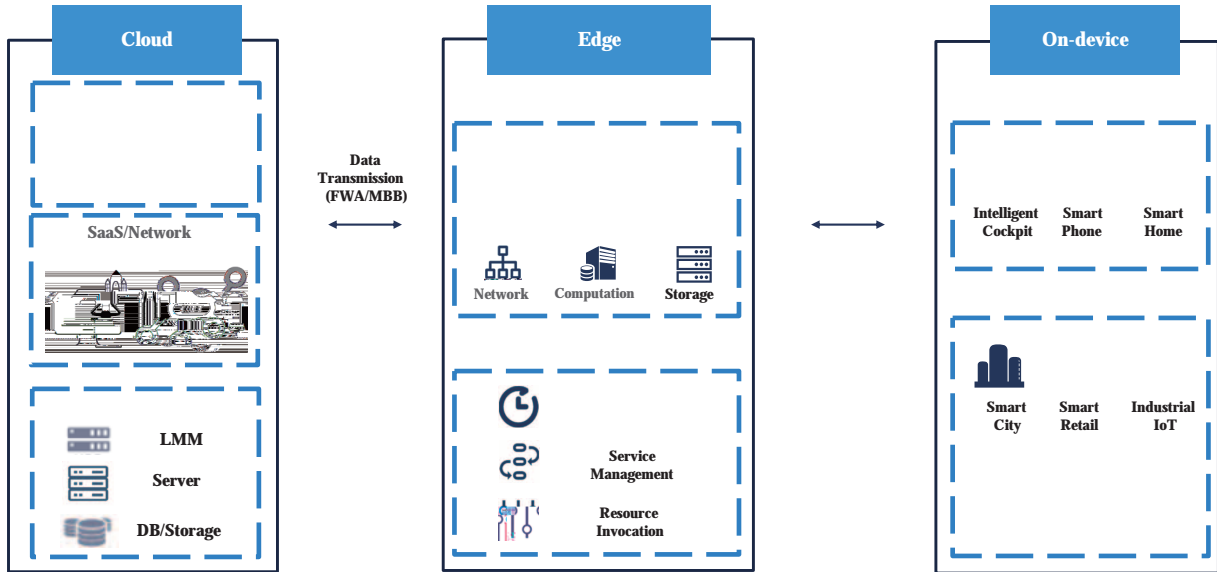 Cloud
SaaS/Network
LMM
Server
DB/Storage
Data
Transmission
(FWA/MBB)
Edge
Network
Computation
Storage
Service
Management
Resource
Invocation
On-device
Intelligent
Cockpit
Smart
Phone
Smart
Home
Smart
City
Smart
Retail
Industrial
IoT